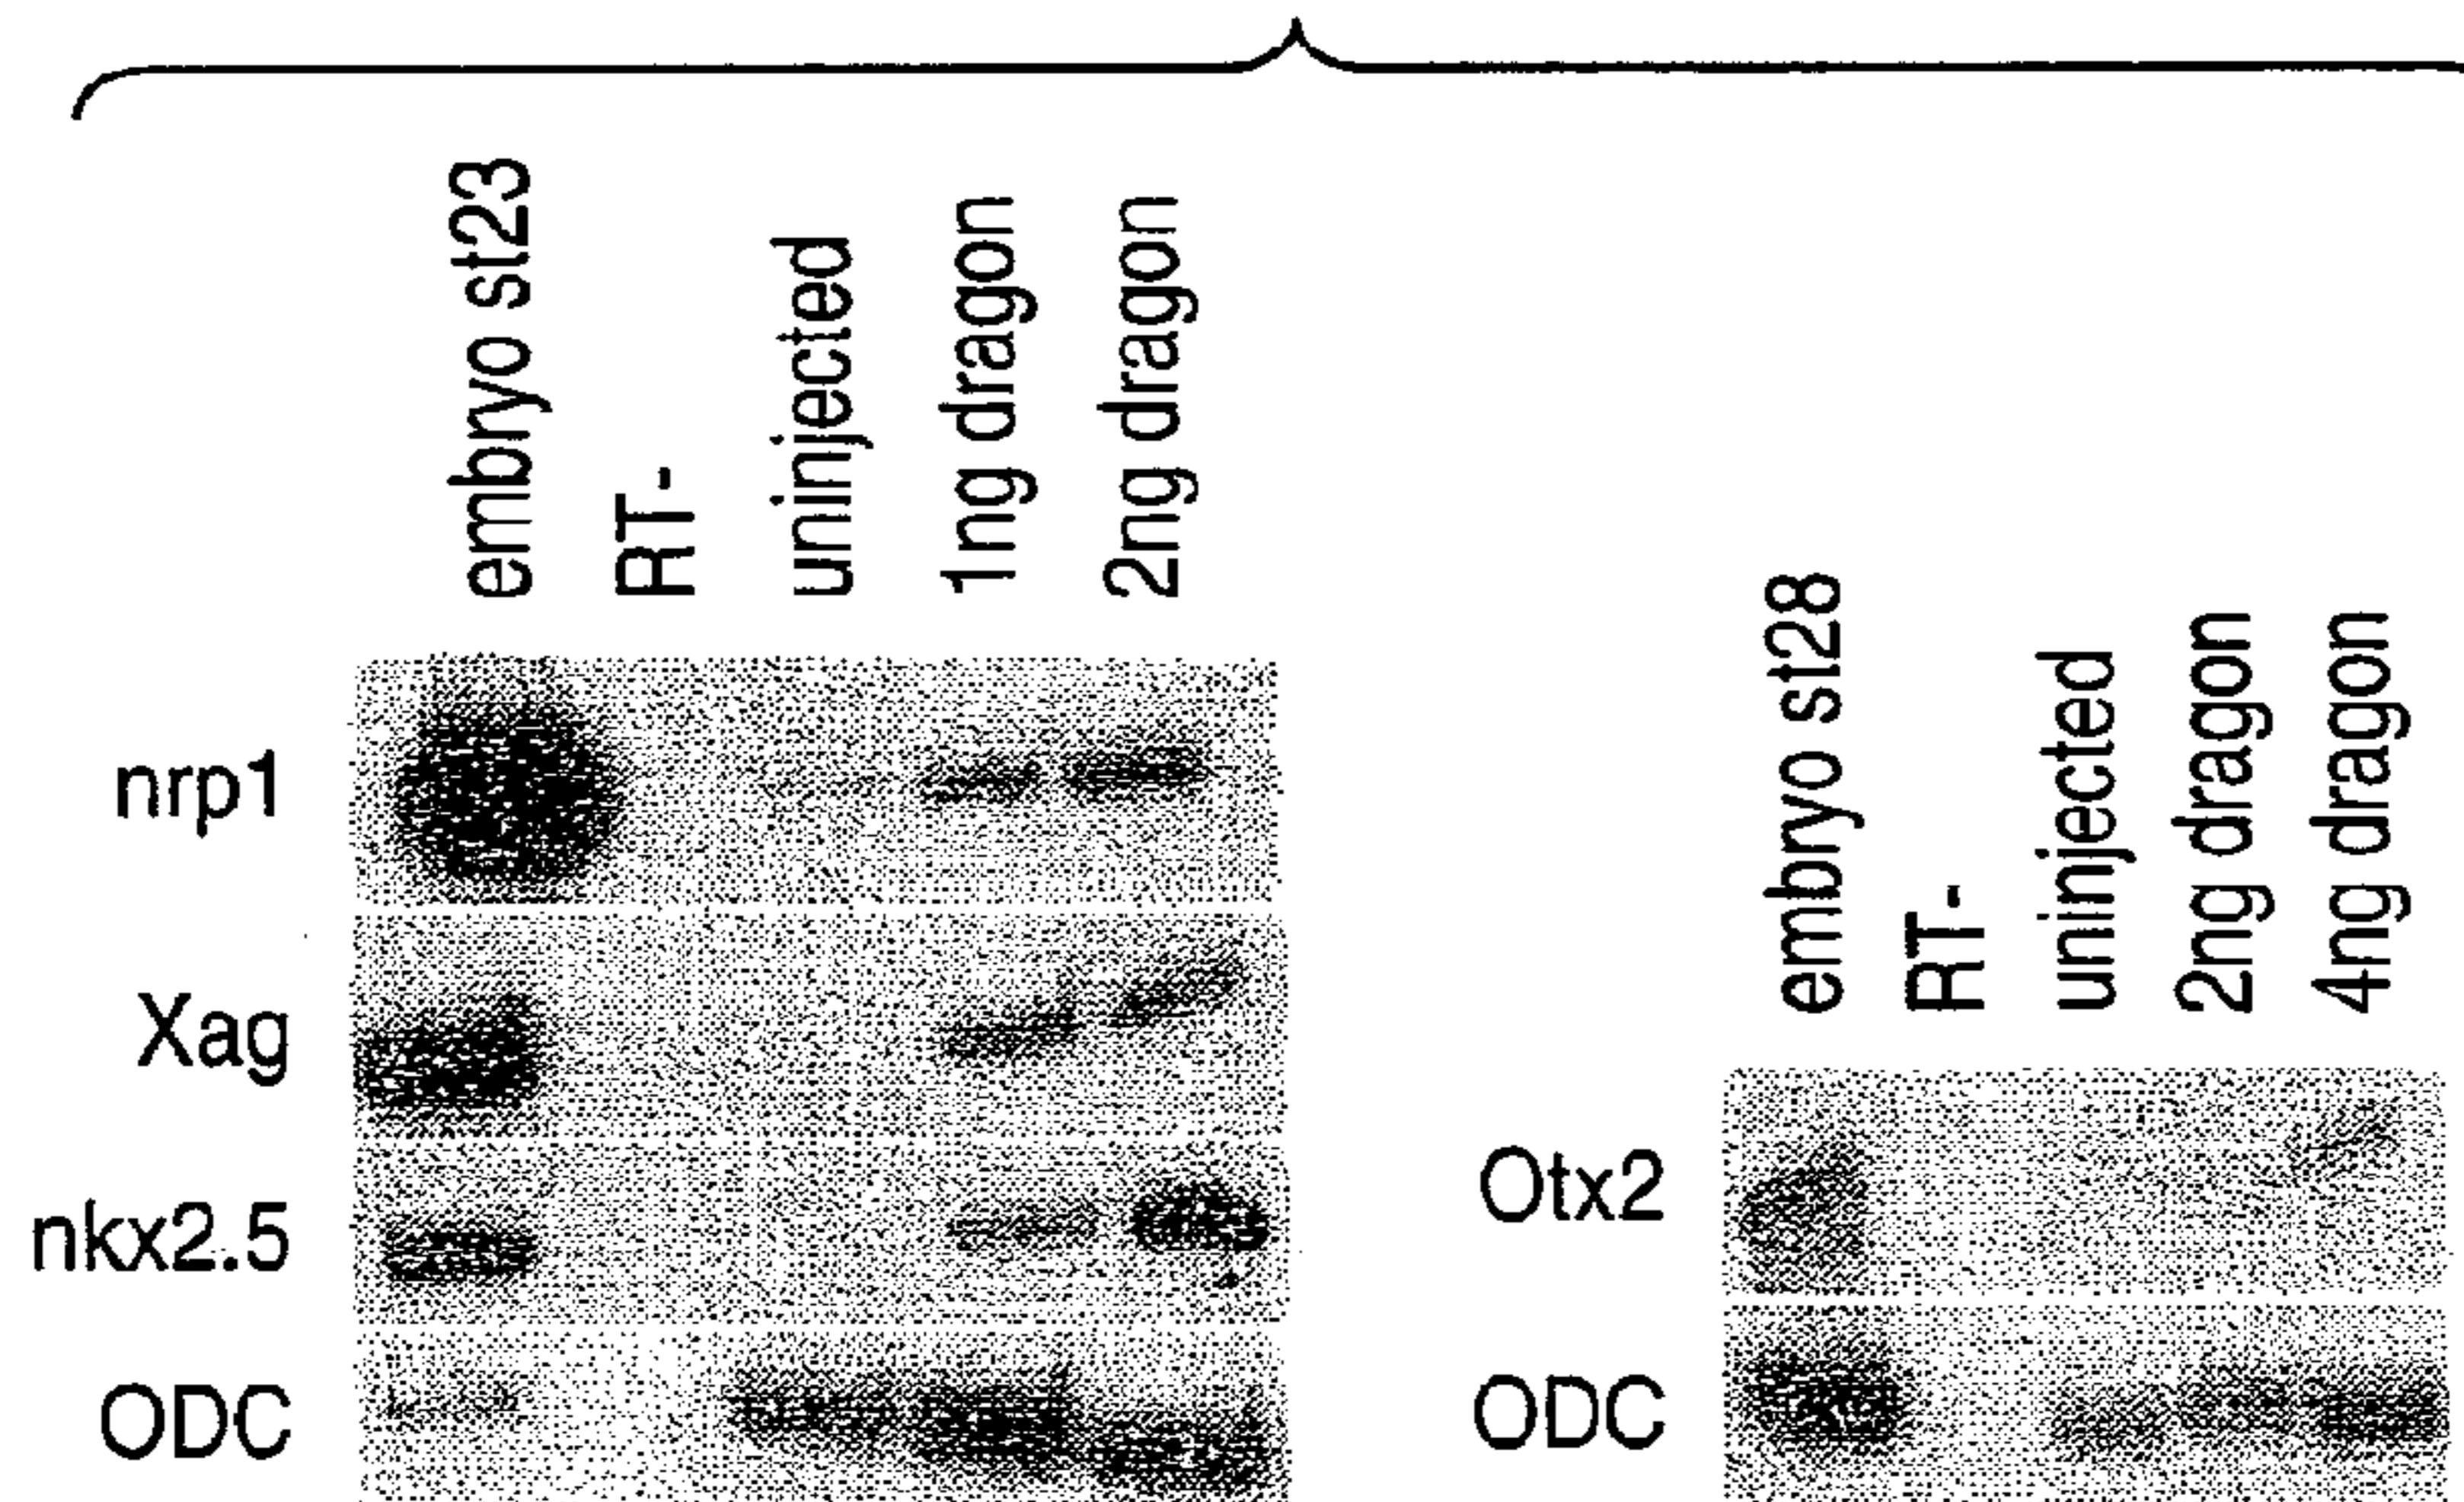 embryo st23
RT-
uninjected
1ng dragon
2ng dragon
nrp1
Xag
nkx2.5
ODC
embryo st28
RT-
uninjected
2ng dragon
4ng dragon
Otx2
ODC